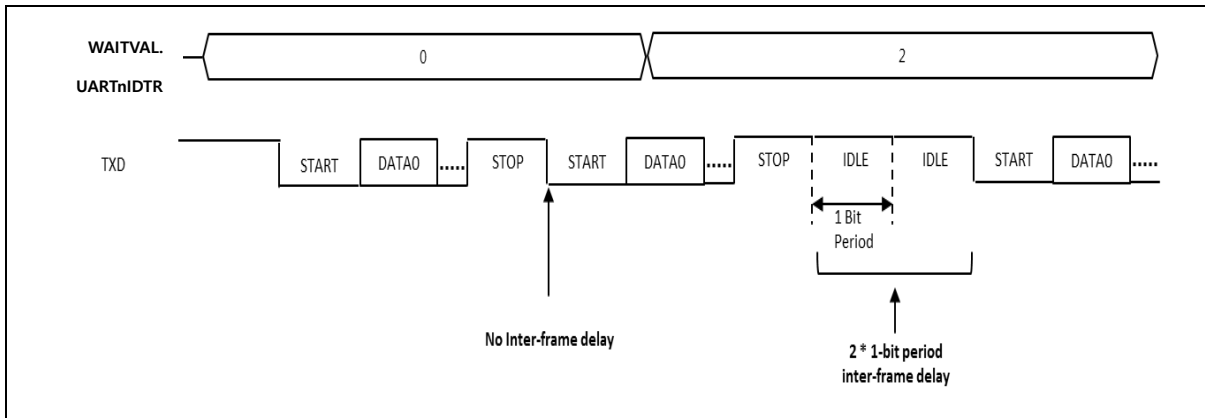 WAITVAL.
UARTnIDTR
0
2
TXD
START
DATA0
.....
STOP
START
DATA0
.....
STOP
IDLE
IDLE
START
DATA0
.....
1 Bit
Period
No Inter-frame delay
2 * 1-bit period
inter-frame delay